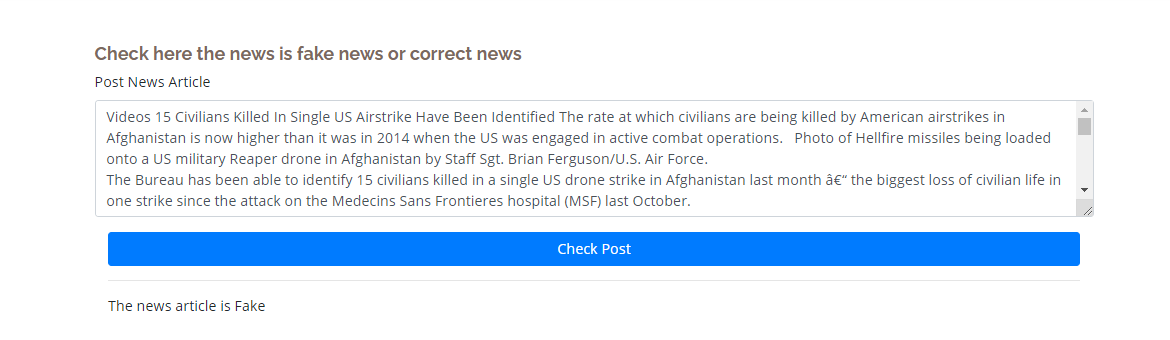 Check here the news is fake news or correct news
Post News Article
Videos 15 Civilians Killed In Single US Airstrike Have Been Identified The rate at which civilians are being killed by American airstrikes in
Afghanistan is now higher than it was in 2014 when the US was engaged in active combat operations.   Photo of Hellfire missiles being loaded
onto a US military Reaper drone in Afghanistan by Staff Sgt. Brian Ferguson/U.S. Air Force.
The Bureau has been able to identify 15 civilians killed in a single US drone strike in Afghanistan last month â€“ the biggest loss of civilian life in
one strike since the attack on the Medecins Sans Frontieres hospital (MSF) last October.
Check Post
The news article is Fake